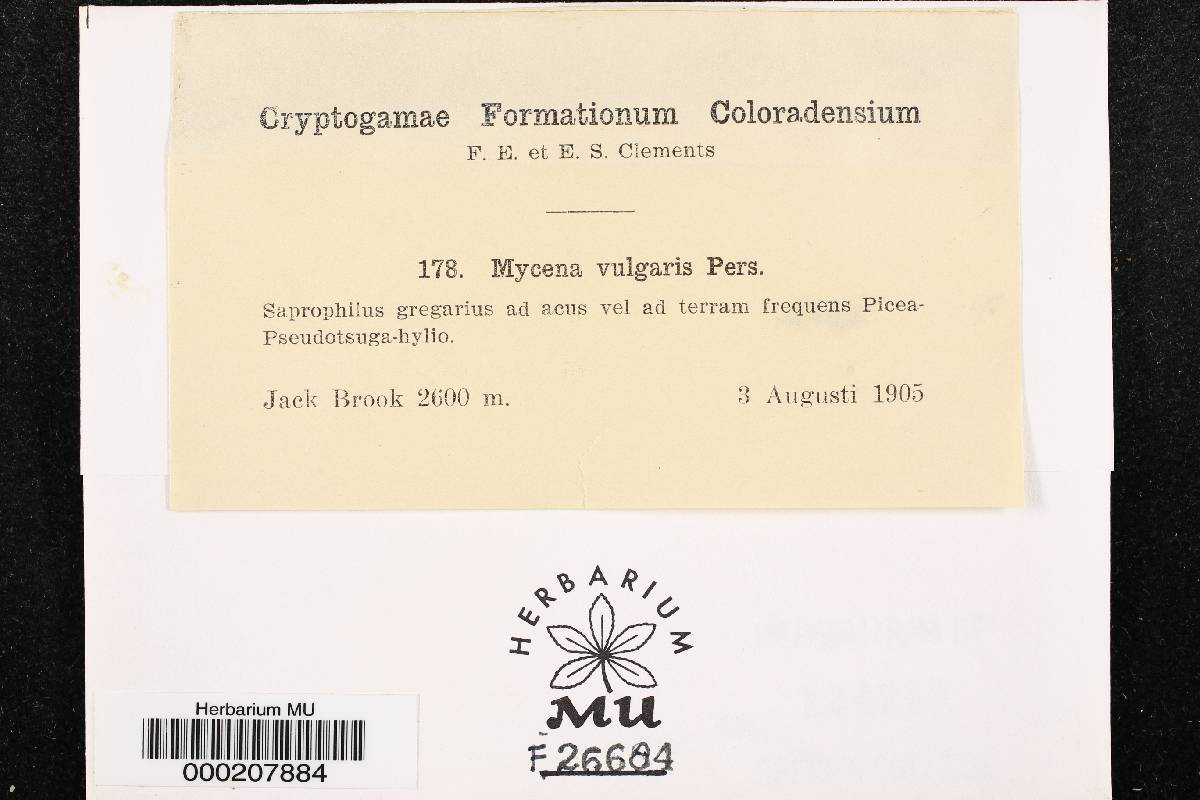 Cryptogamae Formationum Coloradensium
F. E. et E. S. Clements
178. Mycena vulgaris Pers.
Saprophilus gregarius ad acus vel ad terram frequens Picea-
Pseudotsuga-hylio.
Jack Brook 2600 m. 3 Augusti 1905
HERBARIUM
MU
F 26684
Herbarium MU
000207884